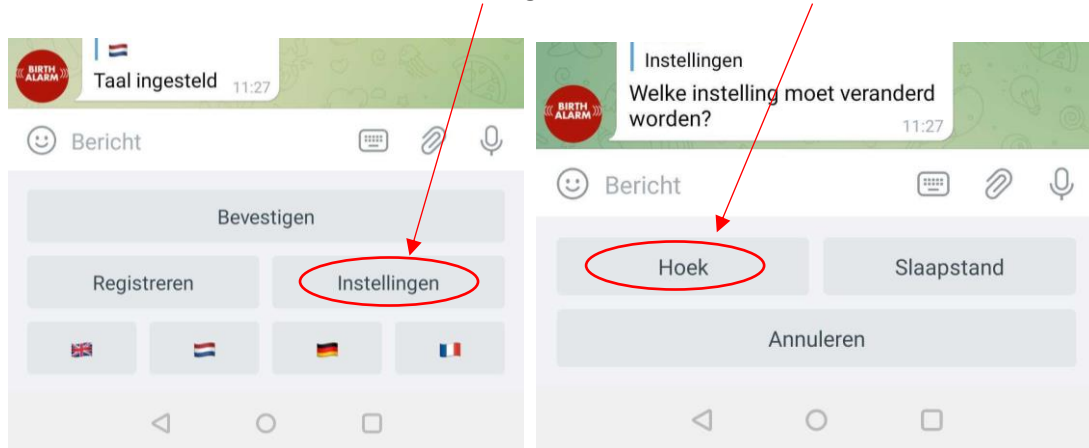 BIRTH
ALARM
Taal ingesteld 11:27
Bericht
Bevestigen
Registreren
Instellingen
Instellingen
BIRTH
ALARM
Welke instelling moet veranderd
worden?
11:27
Bericht
Hoek
Slaapstand
Annuleren